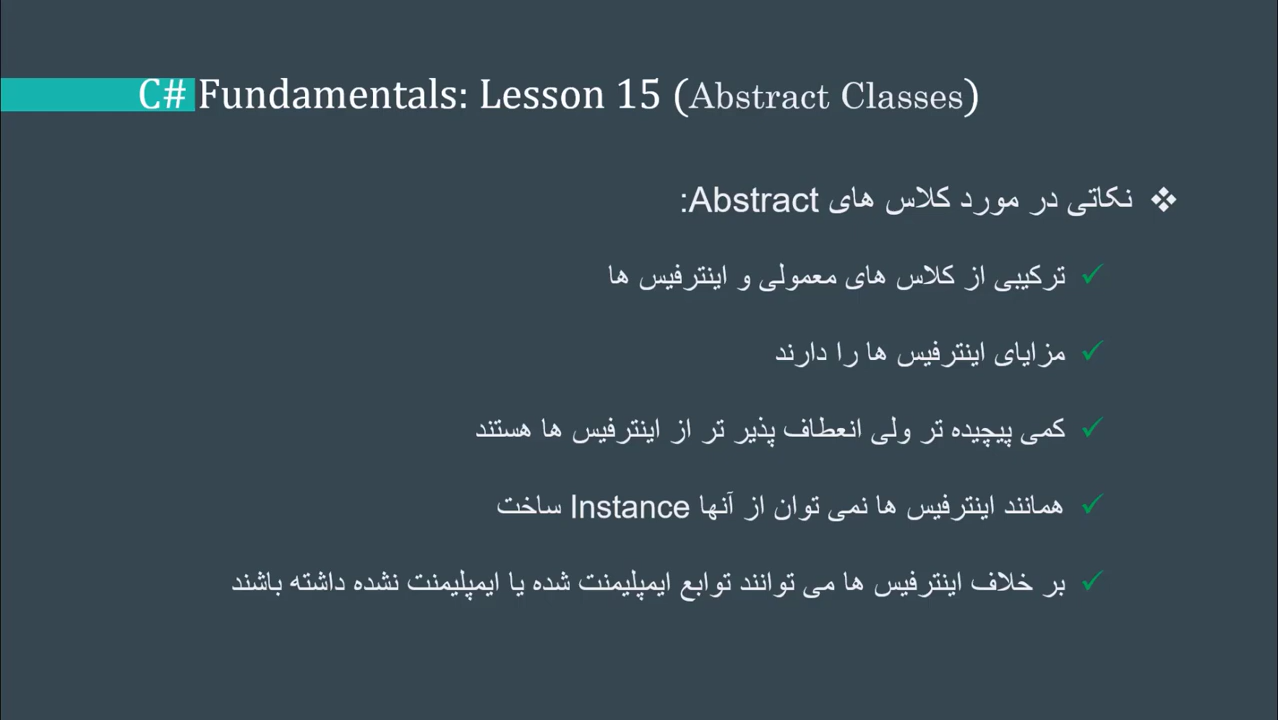 C# Fundamentals: Lesson 15 (Abstract Classes)
نکاتی در مورد کلاس های Abstract:
ترکیبی از کلاس های معمولی و اینترفیس ها
مزایای اینترفیس ها را دارند
کمی پیچیده تر ولی انعطاف پذیر تر از اینترفیس ها هستند
همانند اینترفیس ها نمی توان از آنها Instance ساخت
بر خلاف اینترفیس ها می توانند توابع ایمپلیمنت شده یا ایمپلیمنت نشده داشته باشند